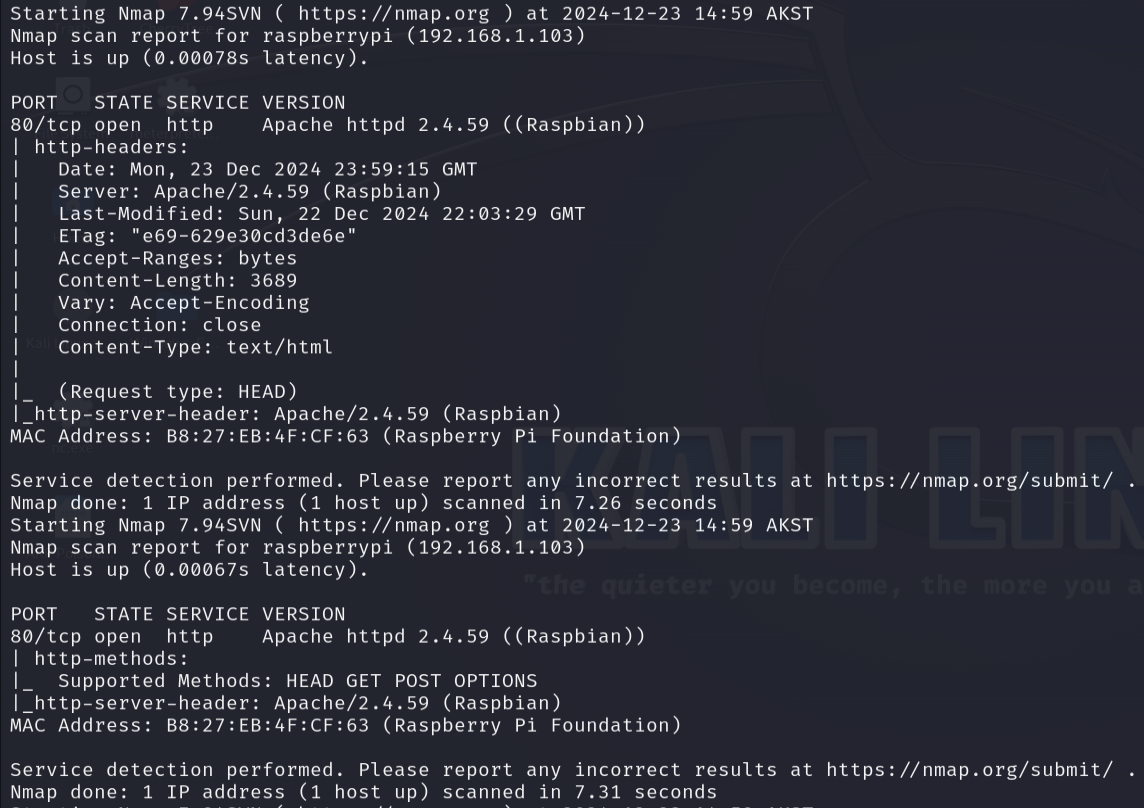 Starting Nmap 7.94SVN ( https://nmap.org ) at 2024-12-23 14:59 AKST
Nmap scan report for raspberrypi (192.168.1.103)
Host is up (0.00078s latency).

PORT   STATE SERVICE VERSION
80/tcp open  http    Apache httpd 2.4.59 ((Raspbian))
| http-headers:
|   Date: Mon, 23 Dec 2024 23:59:15 GMT
|   Server: Apache/2.4.59 (Raspbian)
|   Last-Modified: Sun, 22 Dec 2024 22:03:29 GMT
|   ETag: "e69-629e30cd3de6e"
|   Accept-Ranges: bytes
|   Content-Length: 3689
|   Vary: Accept-Encoding
|   Connection: close
|   Content-Type: text/html
|
|_  (Request type: HEAD)
|_http-server-header: Apache/2.4.59 (Raspbian)
MAC Address: B8:27:EB:4F:CF:63 (Raspberry Pi Foundation)
KALI LIN

Service detection performed. Please report any incorrect results at https://nmap.org/submit/ .
Nmap done: 1 IP address (1 host up) scanned in 7.26 seconds
Starting Nmap 7.94SVN ( https://nmap.org ) at 2024-12-23 14:59 AKST
Nmap scan report for raspberrypi (192.168.1.103)
Host is up (0.00067s latency).
"the quieter you become, the more you a

PORT   STATE SERVICE VERSION
80/tcp open  http    Apache httpd 2.4.59 ((Raspbian))
| http-methods:
|_  Supported Methods: HEAD GET POST OPTIONS
|_http-server-header: Apache/2.4.59 (Raspbian)
MAC Address: B8:27:EB:4F:CF:63 (Raspberry Pi Foundation)

Service detection performed. Please report any incorrect results at https://nmap.org/submit/ .
Nmap done: 1 IP address (1 host up) scanned in 7.31 seconds